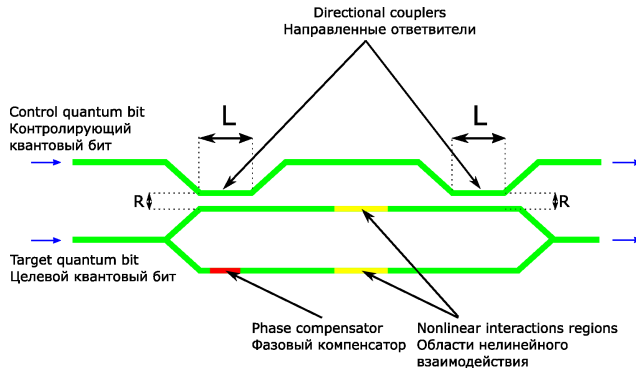 Directional couplers
Направленные ответвители
Control quantum bit
Контролирующий
квантовый бит
L
L
R
R
Target quantum bit
Целевой квантовый бит
Phase compensator
Фазовый компенсатор
Nonlinear interactions regions
Области нелинейного
взаимодействия